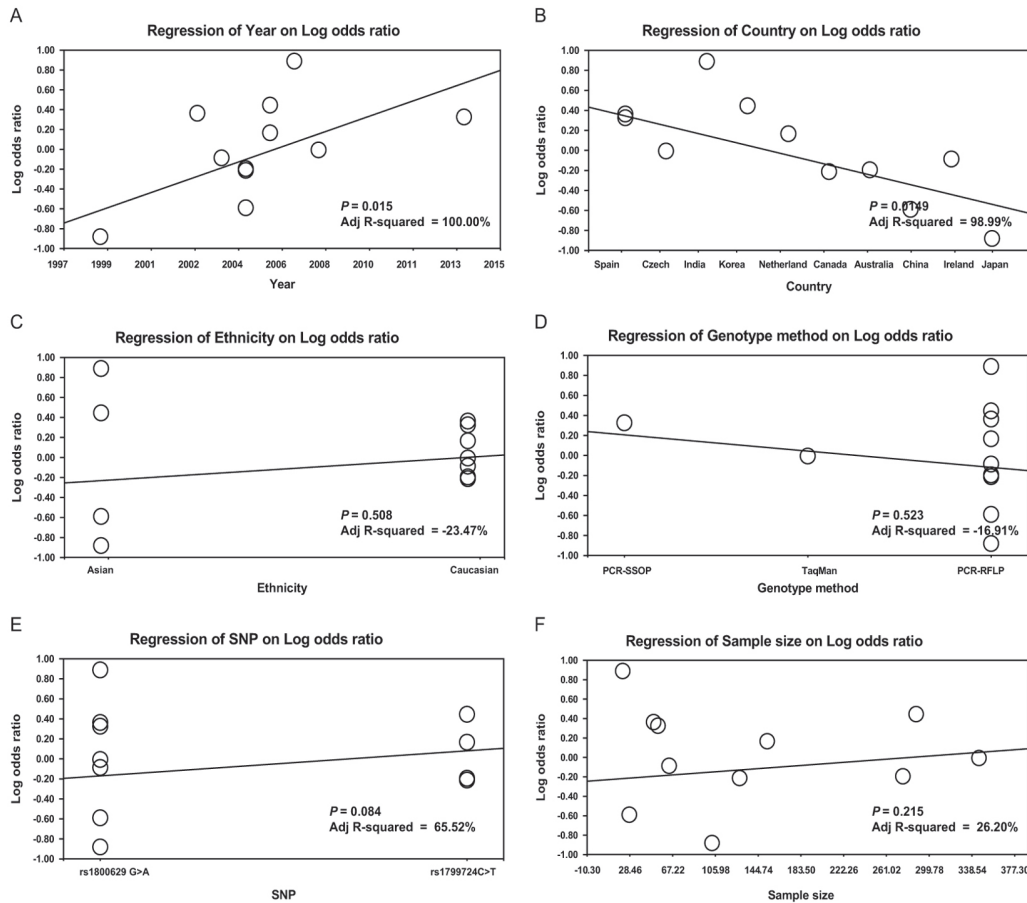 A
Regression of Year on Log odds ratio
1.00
0.80
0.60
0.40
0.20
0.00
-0.20
-0.40
-0.60
-0.80
-1.00
Log odds ratio
P = 0.015
Adj R-squared = 100.00%
1997 1999 2001 2002 2004 2006 2008 2010 2011 2013 2015
Year
B
Regression of Country on Log odds ratio
1.00
0.80
0.60
0.40
0.20
0.00
-0.20
-0.40
-0.60
-0.80
-1.00
Log odds ratio
P = 0.0149
Adj R-squared = 98.99%
Spain Czech India Korea Netherland Canada Australia China Ireland Japan
Country
C
Regression of Ethnicity on Log odds ratio
1.00
0.80
0.60
0.40
0.20
0.00
-0.20
-0.40
-0.60
-0.80
-1.00
Log odds ratio
P = 0.508
Adj R-squared = -23.47%
Asian Caucasian
Ethnicity
D
Regression of Genotype method on Log odds ratio
1.00
0.80
0.60
0.40
0.20
0.00
-0.20
-0.40
-0.60
-0.80
-1.00
Log odds ratio
P = 0.523
Adj R-squared = -16.91%
PCR-SSOP TaqMan PCR-RFLP
Genotype method
E
Regression of SNP on Log odds ratio
1.00
0.80
0.60
0.40
0.20
0.00
-0.20
-0.40
-0.60
-0.80
-1.00
Log odds ratio
P = 0.084
Adj R-squared = 65.52%
rs1800629 G>A rs1799724C>T
SNP
F
Regression of Sample size on Log odds ratio
1.00
0.80
0.60
0.40
0.20
0.00
-0.20
-0.40
-0.60
-0.80
-1.00
Log odds ratio
P = 0.215
Adj R-squared = 26.20%
-10.30 28.46 67.22 105.98 144.74 183.50 222.26 261.02 299.78 338.54 377.30
Sample size